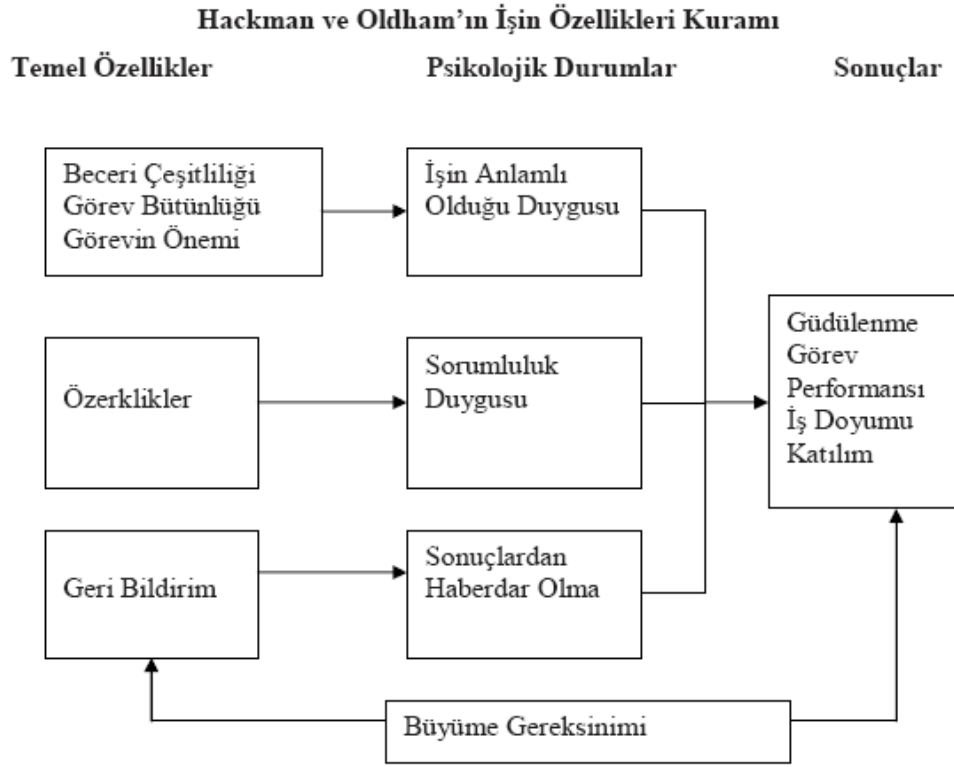 Hackman ve Oldham’ın İşin Özellikleri Kuramı
Temel Özellikler
Psikolojik Durumlar
Sonuçlar
Beceri Çeşitliliği
Görev Bütünlüğü
Görevin Önemi
İşin Anlamlı
Olduğu Duygusu
Özerklikler
Sorumluluk
Duygusu
Güdülenme
Görev
Performansı
İş Doyumu
Katılım
Geri Bildirim
Sonuçlardan
Haberdar Olma
Büyüme Gereksinimi